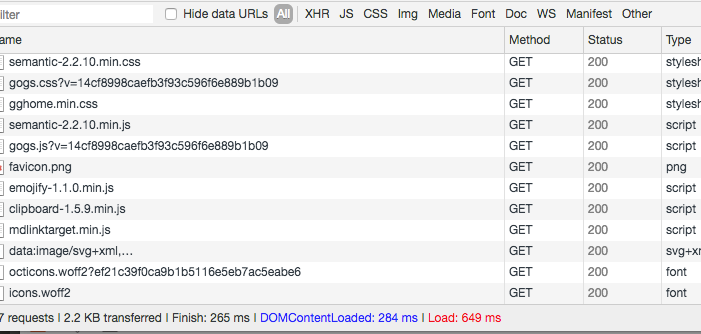 ilter Hide data URLs All XHR JS CSS Img Media Font Doc WS Manifest Other
ame Method Status Type
semantic-2.2.10.min.css GET 200 stylesh
gogs.css?v=14cf8998caefb3f93c596f6e889b1b09 GET 200 stylesh
gghome.min.css GET 200 stylesh
semantic-2.2.10.min.js GET 200 script
gogs.js?v=14cf8998caefb3f93c596f6e889b1b09 GET 200 script
favicon.png GET 200 png
emojify-1.1.0.min.js GET 200 script
clipboard-1.5.9.min.js GET 200 script
mdlinktarget.min.js GET 200 script
data:image/svg+xml,… GET 200 svg+x
octicons.woff2?ef21c39f0ca9b1b5116e5eb7ac5eabe6 GET 200 font
icons.woff2 GET 200 font
7 requests | 2.2 KB transferred | Finish: 265 ms | DOMContentLoaded: 284 ms | Load: 649 ms